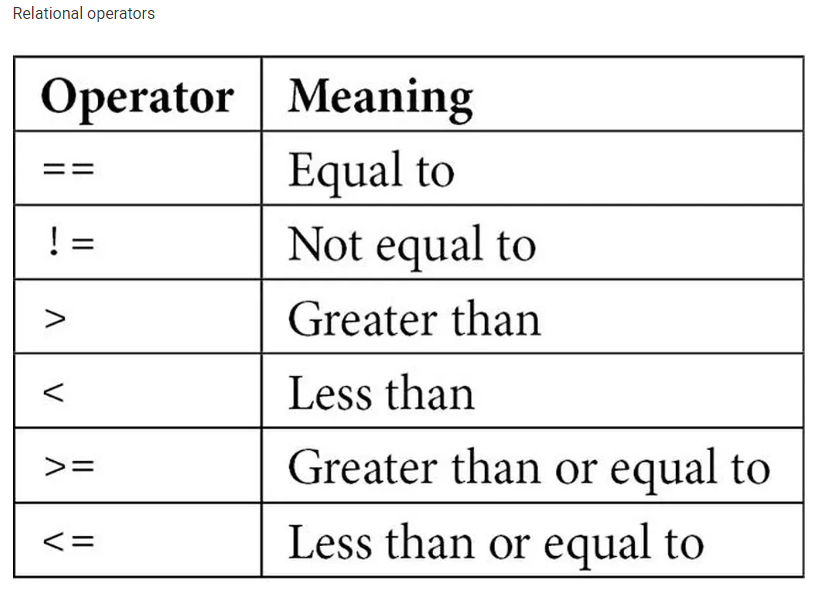 Relational operators
Operator Meaning
== Equal to
!= Not equal to
> Greater than
< Less than
>= Greater than or equal to
<= Less than or equal to